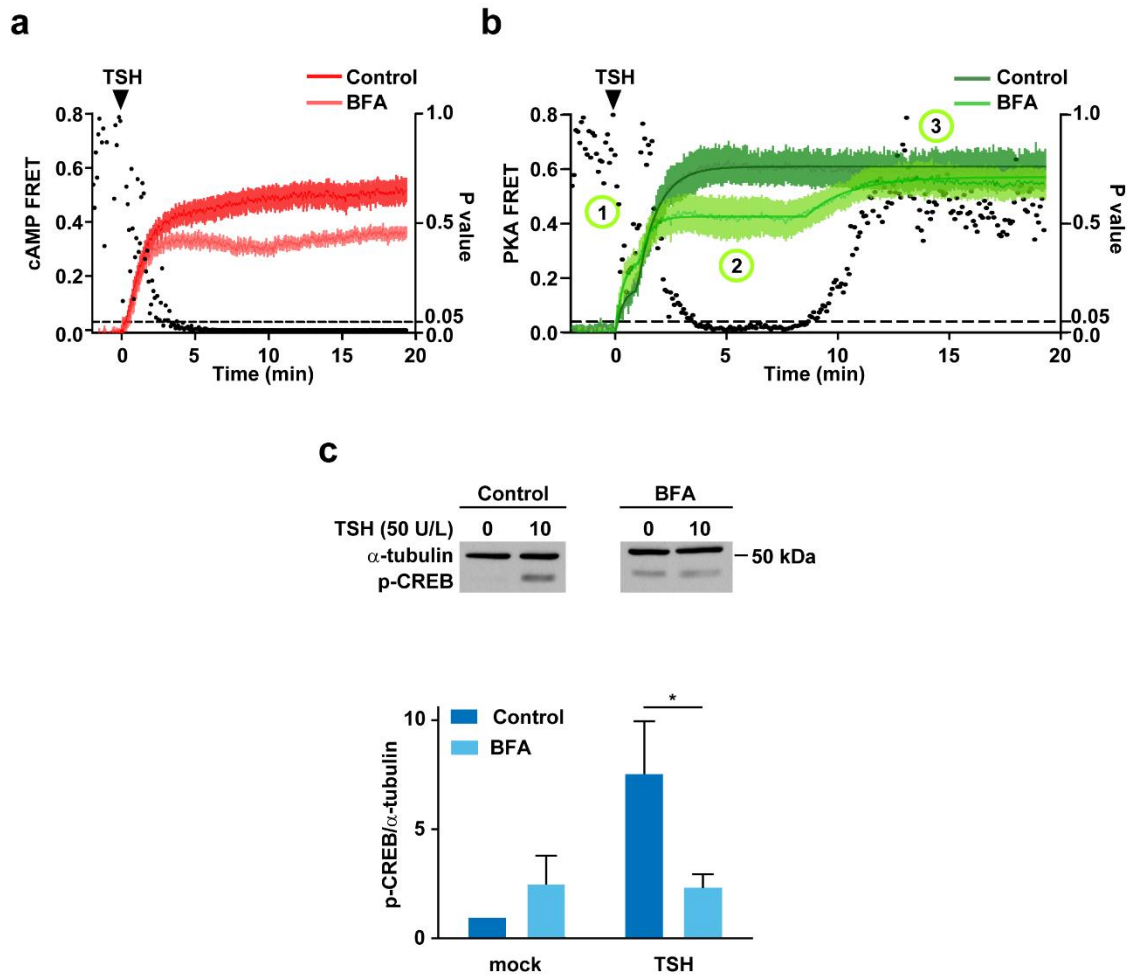 a
TSH
Control
BFA
0.8
0.6
0.4
0.2
0.0
cAMP FRET
1.0
0.5
0.05
0.0
P value
0 5 10 15 20
Time (min)
b
TSH
Control
BFA
0.8
0.6
0.4
0.2
0.0
PKA FRET
1
2
3
1.0
0.5
0.05
0.0
P value
0 5 10 15 20
Time (min)
c
Control BFA
TSH (50 U/L) 0 10 0 10
α-tubulin
50 kDa
p-CREB
Control
BFA
*
10
5
0
p-CREB/α-tubulin
mock TSH